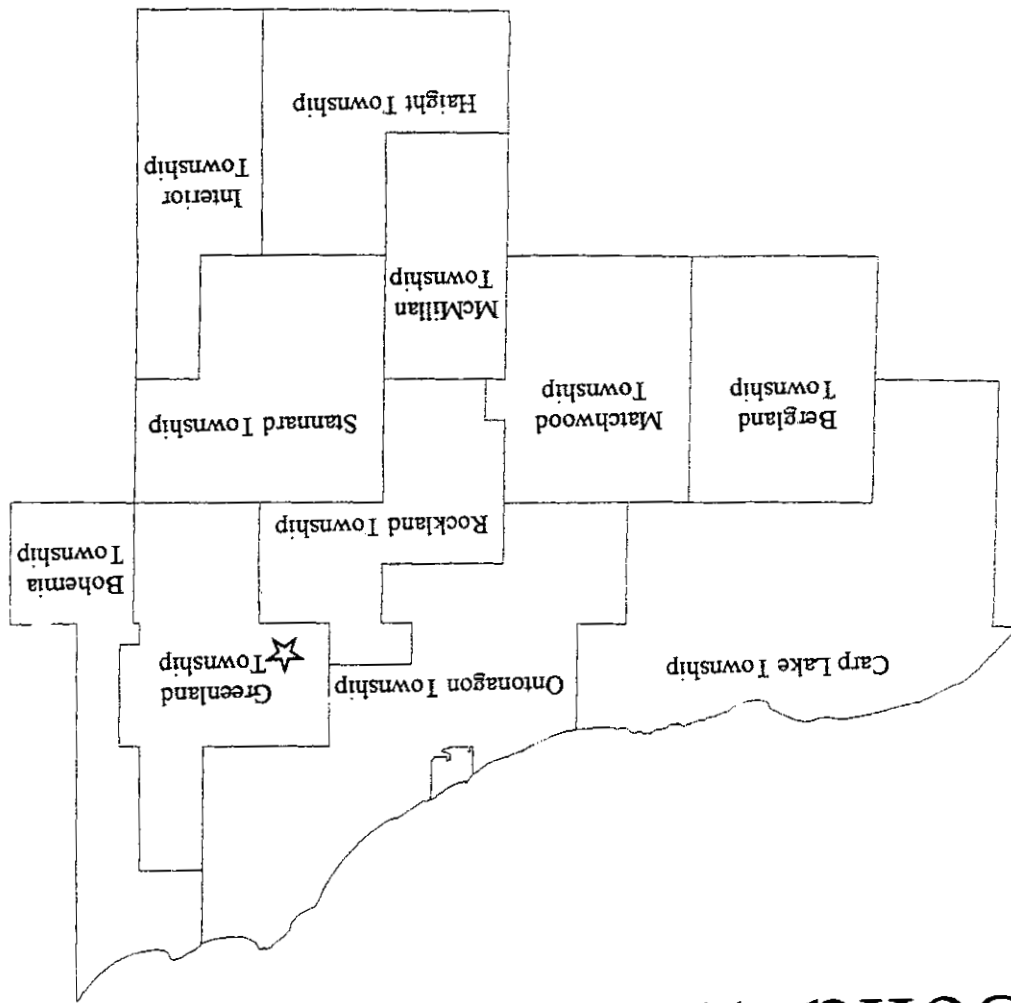 Carp Lake Township
Ontonagon Township
Greenland
Township
Bohemia
Township
Rockland Township
Bergland
Township
Matchwood
Township
Stannard Township
McMillan
Township
Interior
Township
Haight Township